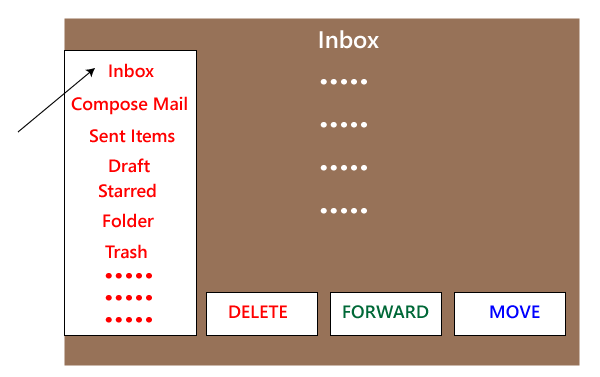 Inbox
•••••
•••••
•••••
•••••
Inbox
Compose Mail
Sent Items
Draft
Starred
Folder
Trash
•••••
•••••
•••••
DELETE
FORWARD
MOVE